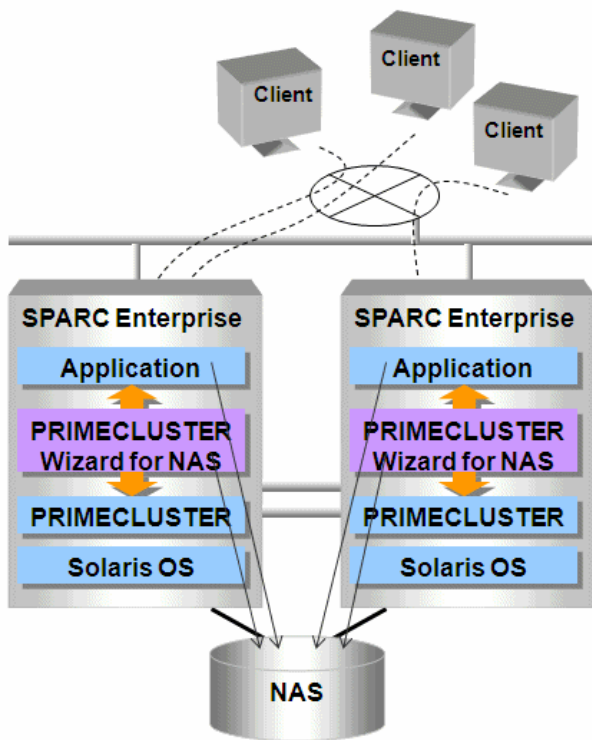 Client
Client
Client
SPARC Enterprise
Application
PRIMECLUSTER
Wizard for NAS
PRIMECLUSTER
Solaris OS
SPARC Enterprise
Application
PRIMECLUSTER
Wizard for NAS
PRIMECLUSTER
Solaris OS
NAS